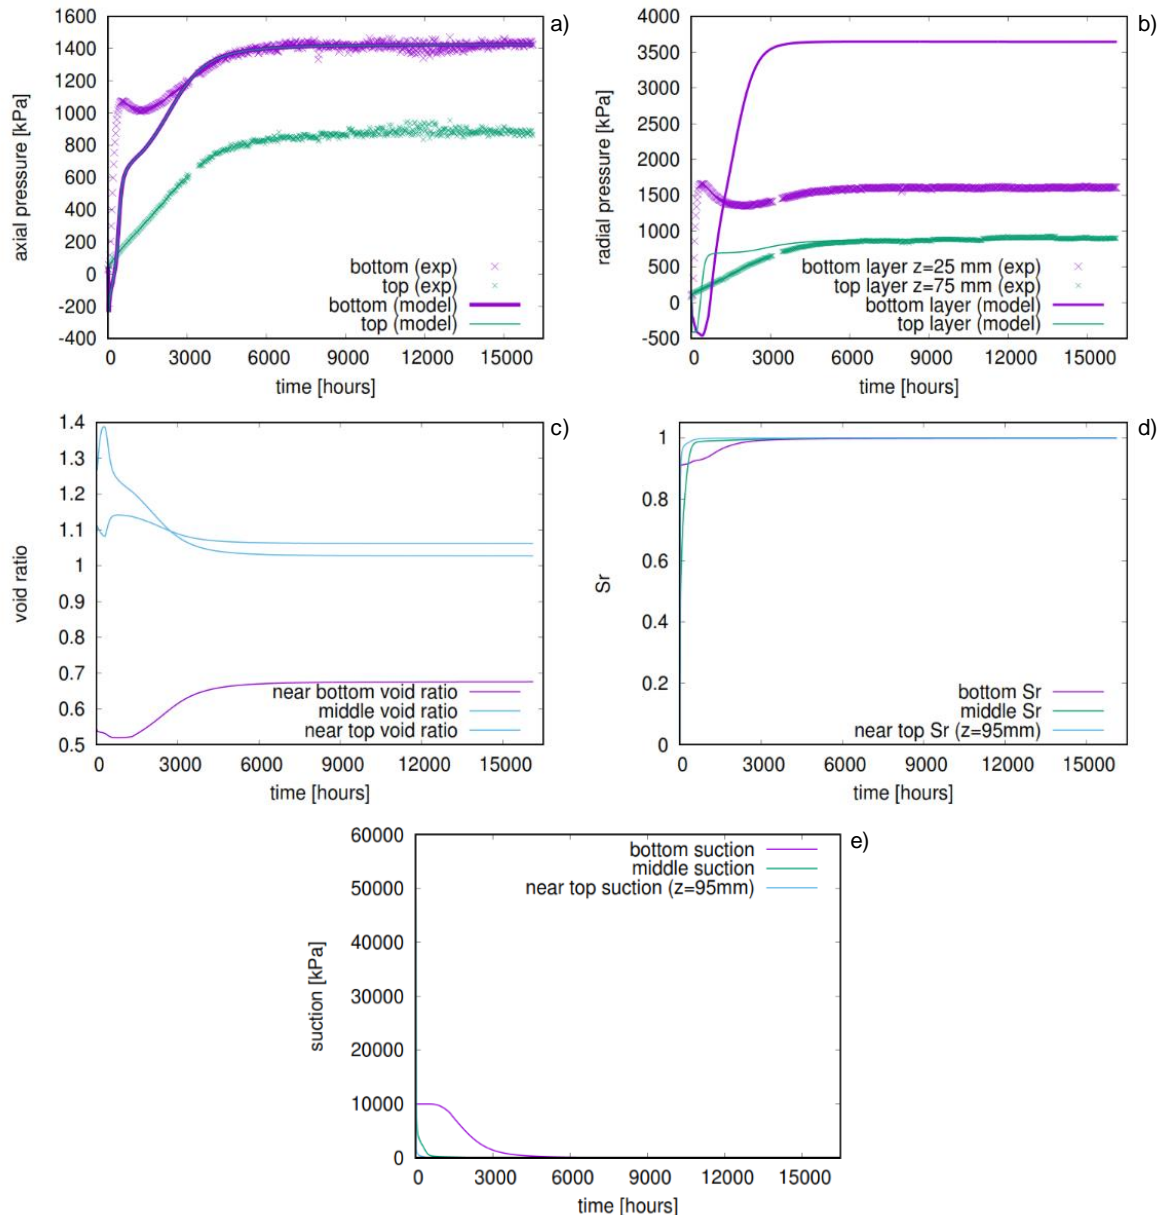 a)
1600
1400
1200
1000
800
600
400
200
0
-200
-400
axial pressure [kPa]
bottom (exp)
top (exp)
bottom (model)
top (model)
0 3000 6000 9000 12000 15000
time [hours]
b)
4000
3500
3000
2500
2000
1500
1000
500
0
-500
radial pressure [kPa]
bottom layer z=25 mm (exp)
top layer z=75 mm (exp)
bottom layer (model)
top layer (model)
0 3000 6000 9000 12000 15000
time [hours]
c)
1.4
1.3
1.2
1.1
1
0.9
0.8
0.7
0.6
0.5
void ratio
near bottom void ratio
middle void ratio
near top void ratio
0 3000 6000 9000 12000 15000
time [hours]
d)
1
0.8
0.6
0.4
0.2
0
Sr
bottom Sr
middle Sr
near top Sr (z=95mm)
0 3000 6000 9000 12000 15000
time [hours]
e)
60000
50000
40000
30000
20000
10000
0
suction [kPa]
bottom suction
middle suction
near top suction (z=95mm)
0 3000 6000 9000 12000 15000
time [hours]